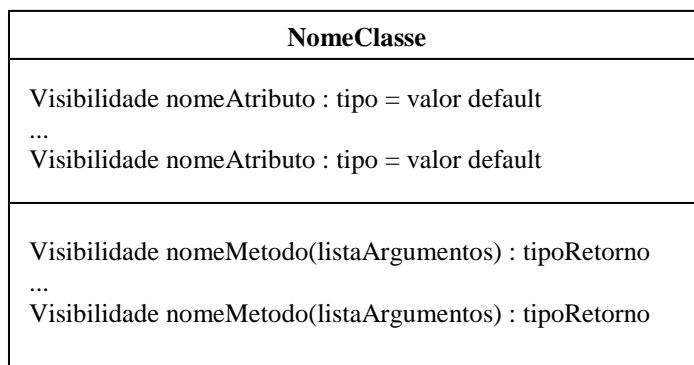 NomeClasse
Visibilidade nomeAtributo : tipo = valor default
...
Visibilidade nomeAtributo : tipo = valor default
Visibilidade nomeMetodo(listaArgumentos) : tipoRetorno
...
Visibilidade nomeMetodo(listaArgumentos) : tipoRetorno